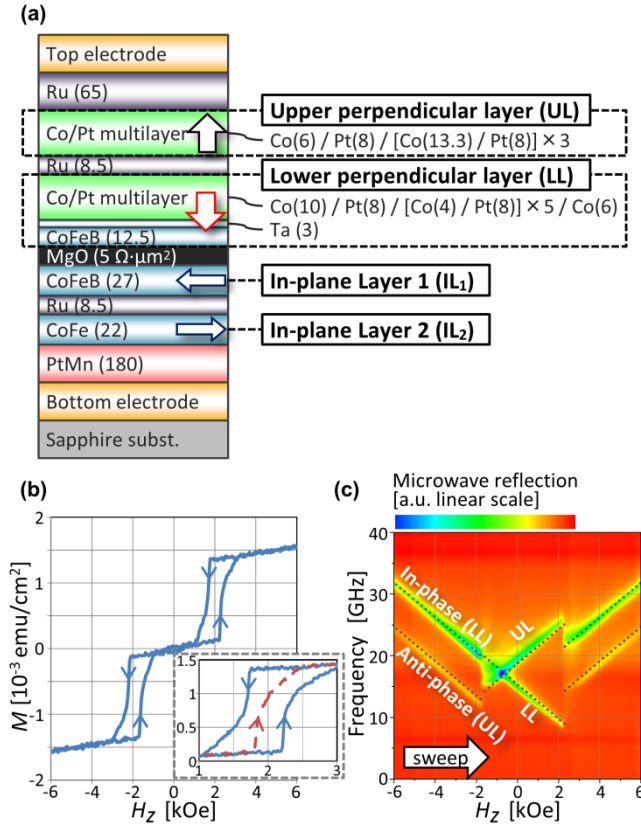 (a)
Top electrode
Ru (65)
Upper perpendicular layer (UL)
Co/Pt multilayer
Co(6) / Pt(8) / [Co(13.3) / Pt(8)] × 3
Ru (8.5)
Lower perpendicular layer (LL)
Co/Pt multilayer
Co(10) / Pt(8) / [Co(4) / Pt(8)] × 5 / Co(6)
Ta (3)
CoFeB (12.5)
MgO (5 Ω·μm²)
CoFeB (27)
In-plane Layer 1 (IL₁)
Ru (8.5)
CoFe (22)
In-plane Layer 2 (IL₂)
PtMn (180)
Bottom electrode
Sapphire subst.
(b)
M [10⁻³ emu/cm²]
2
1
0
−1
−2
−6 −4 −2 0 2 4 6
H_Z [kOe]
1.5
1.0
0.5
0
1 2 3
(c)
Microwave reflection
[a.u. linear scale]
Frequency [GHz]
40
30
20
10
0
In-phase (LL)
UL
Anti-phase (UL)
LL
sweep
−6 −4 −2 0 2 4 6
H_Z [kOe]